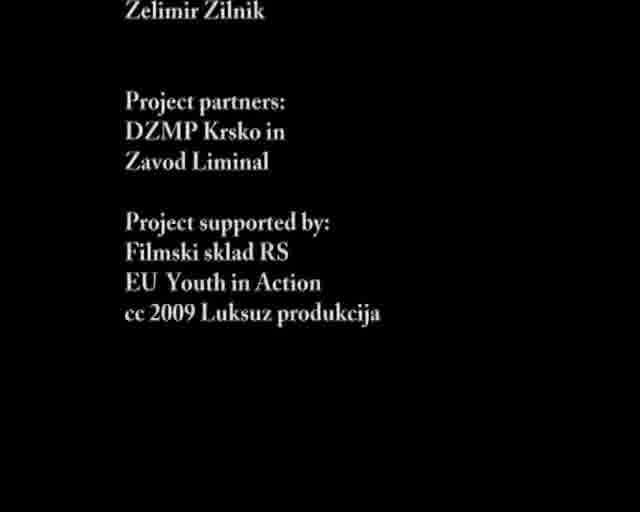 Zelimir Zilnik
Project partners:
DZMP Krsko in
Zavod Liminal
Project supported by:
Filmski sklad RS
EU Youth in Action
cc 2009 Luksuz produkcija